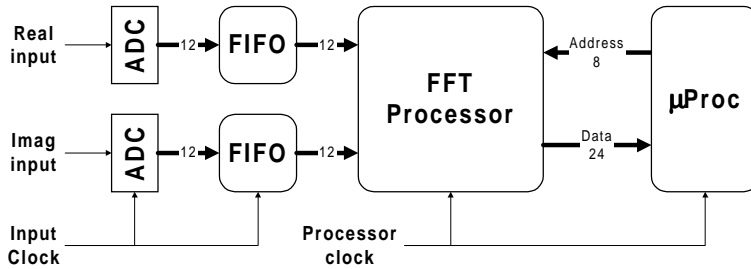 Real
input
ADC
12
FIFO
12
FFT
Processor
Address
8
µProc
Data
24
Imag
input
ADC
12
FIFO
12
Input
Clock
Processor
clock